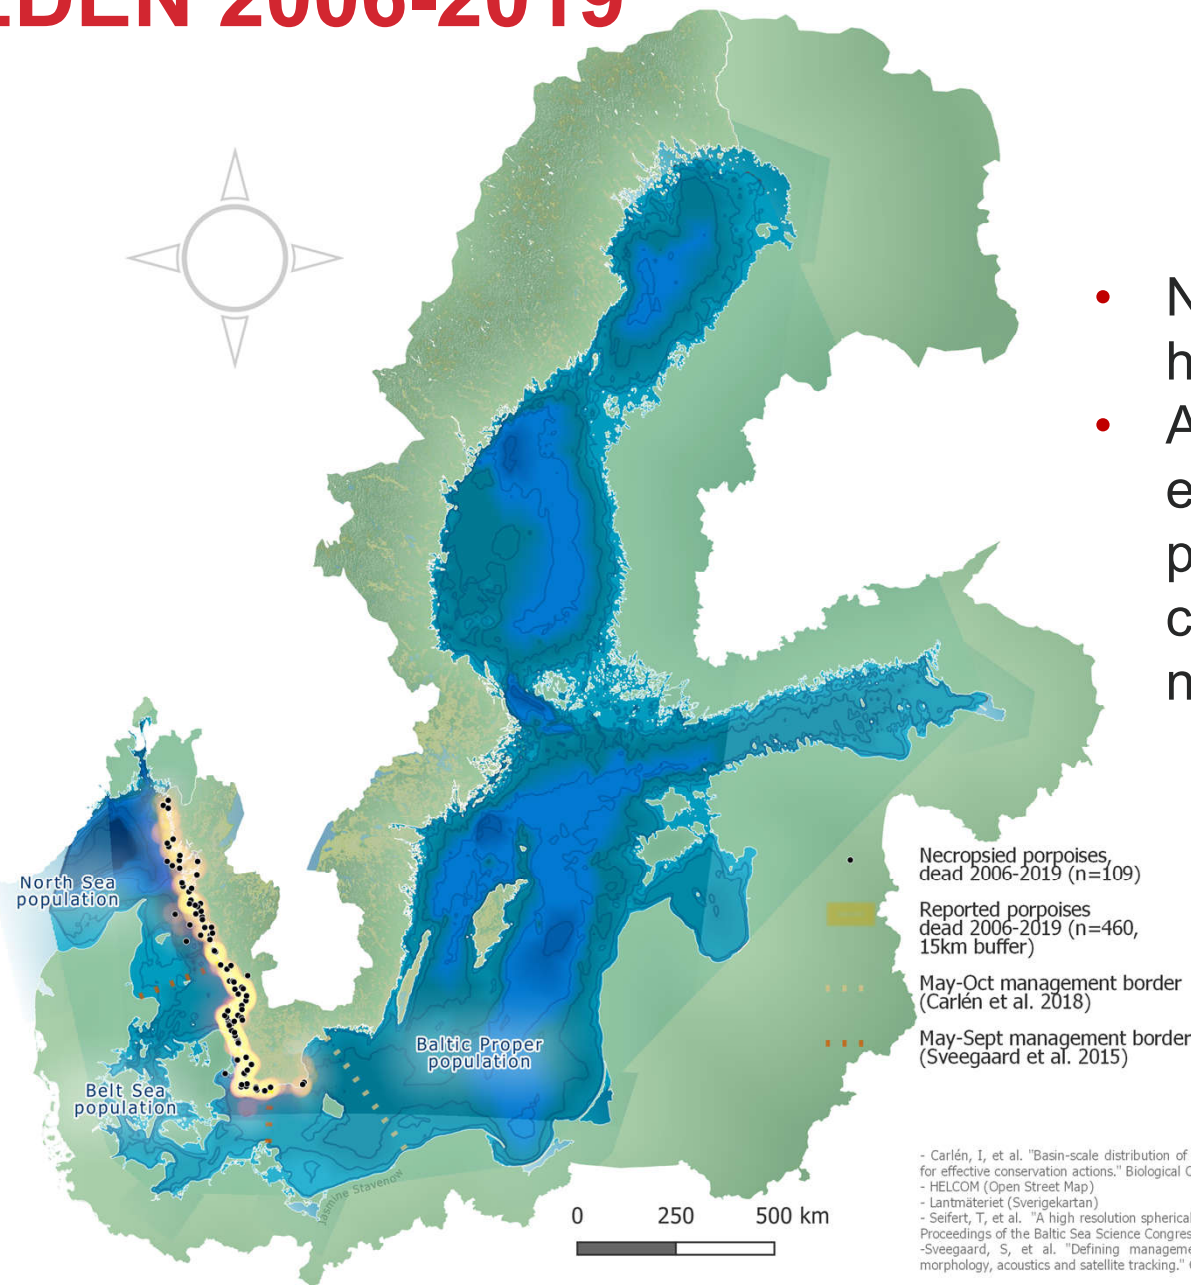 EDEN 2006-2019
•
•
North Sea
population
Belt Sea
population
Baltic Proper
population
Necropsied porpoises,
dead 2006-2019 (n=109)
Reported porpoises
dead 2006-2019 (n=460,
15km buffer)
May-Oct management border
(Carlén et al. 2018)
May-Sept management border
(Sveegaard et al. 2015)
Jasmine Stavenow
0 250 500 km
- Carlén, I, et al. "Basin-scale distribution of
for effective conservation actions." Biological
- HELCOM (Open Street Map)
- Lantmäteriet (Sverigekartan)
- Seifert, T, et al. "A high resolution spherical
Proceedings of the Baltic Sea Science Congres
-Sveegaard, S, et al. "Defining manageme
morphology, acoustics and satellite tracking."